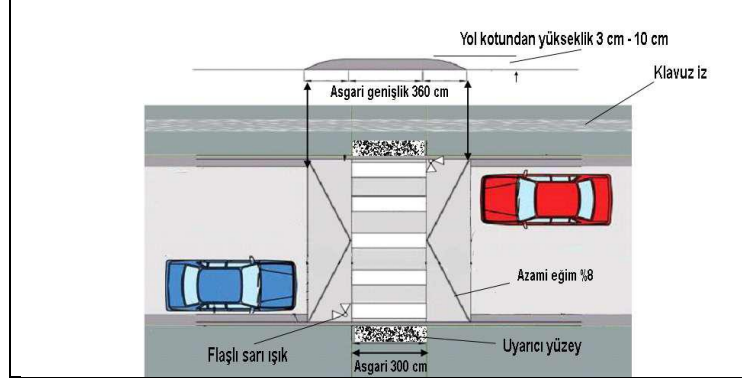 Yol kotundan yükseklik 3 cm - 10 cm
Klavuz iz
Asgari genişlik 360 cm
Azami eğim %8
Flaşlı sarı ışık
Uyarıcı yüzey
Asgari 300 cm